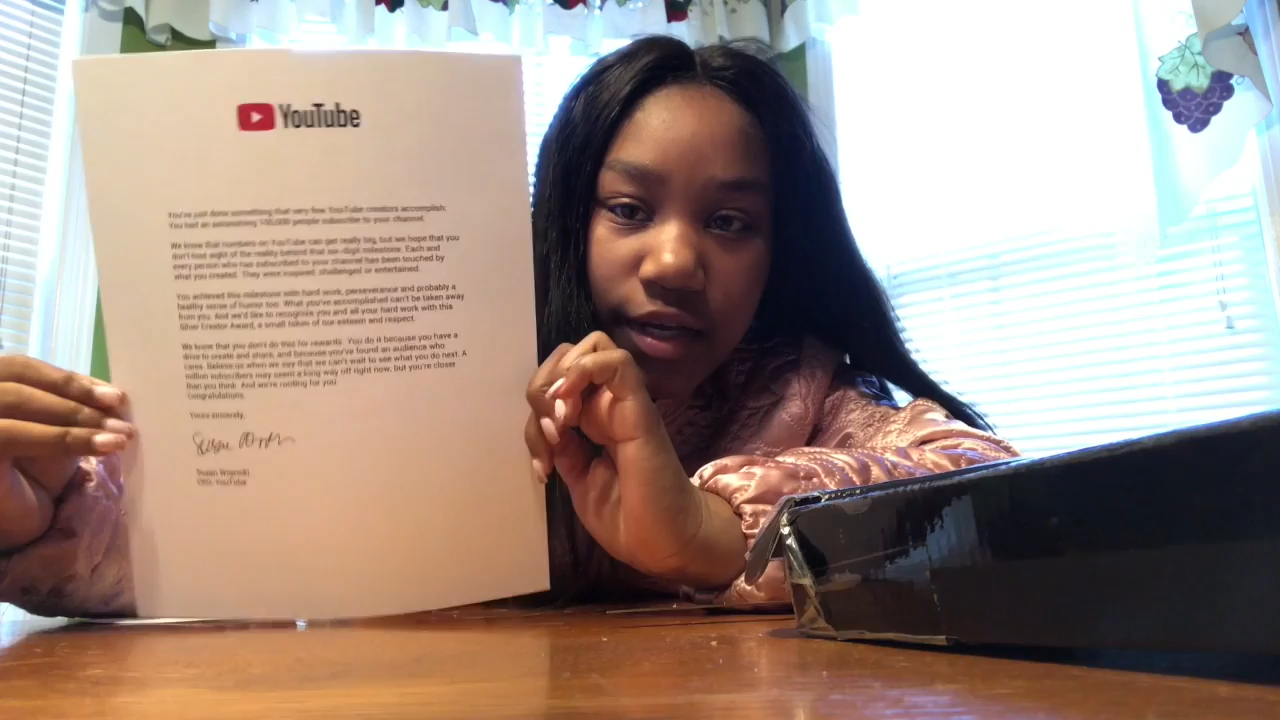 YouTube
You've just done something that very few YouTube creators accomplish:
You had an astonishing 100,000 people subscribe to your channel.
We know that numbers on YouTube can get really big, but we hope that you
don't lose sight of the reality behind that six-digit milestone. Each and
every person who has subscribed to your channel has been touched by
what you created. They were inspired, challenged or entertained.
You achieved this milestone with hard work, perseverance and probably a
healthy sense of humor too. What you've accomplished can't be taken away
from you. And we'd like to recognize you and all your hard work with this
Silver Creator Award, a small token of our esteem and respect.
We know that you don't do this for rewards. You do it because you have a
drive to create and share, and because you've found an audience who
cares. Believe us when we say that we can't wait to see what you do next. A
million subscribers may seem a long way off right now, but you're closer
than you think. And we're rooting for you.
Congratulations.
Yours sincerely,
Susan Wojcicki
CEO, YouTube